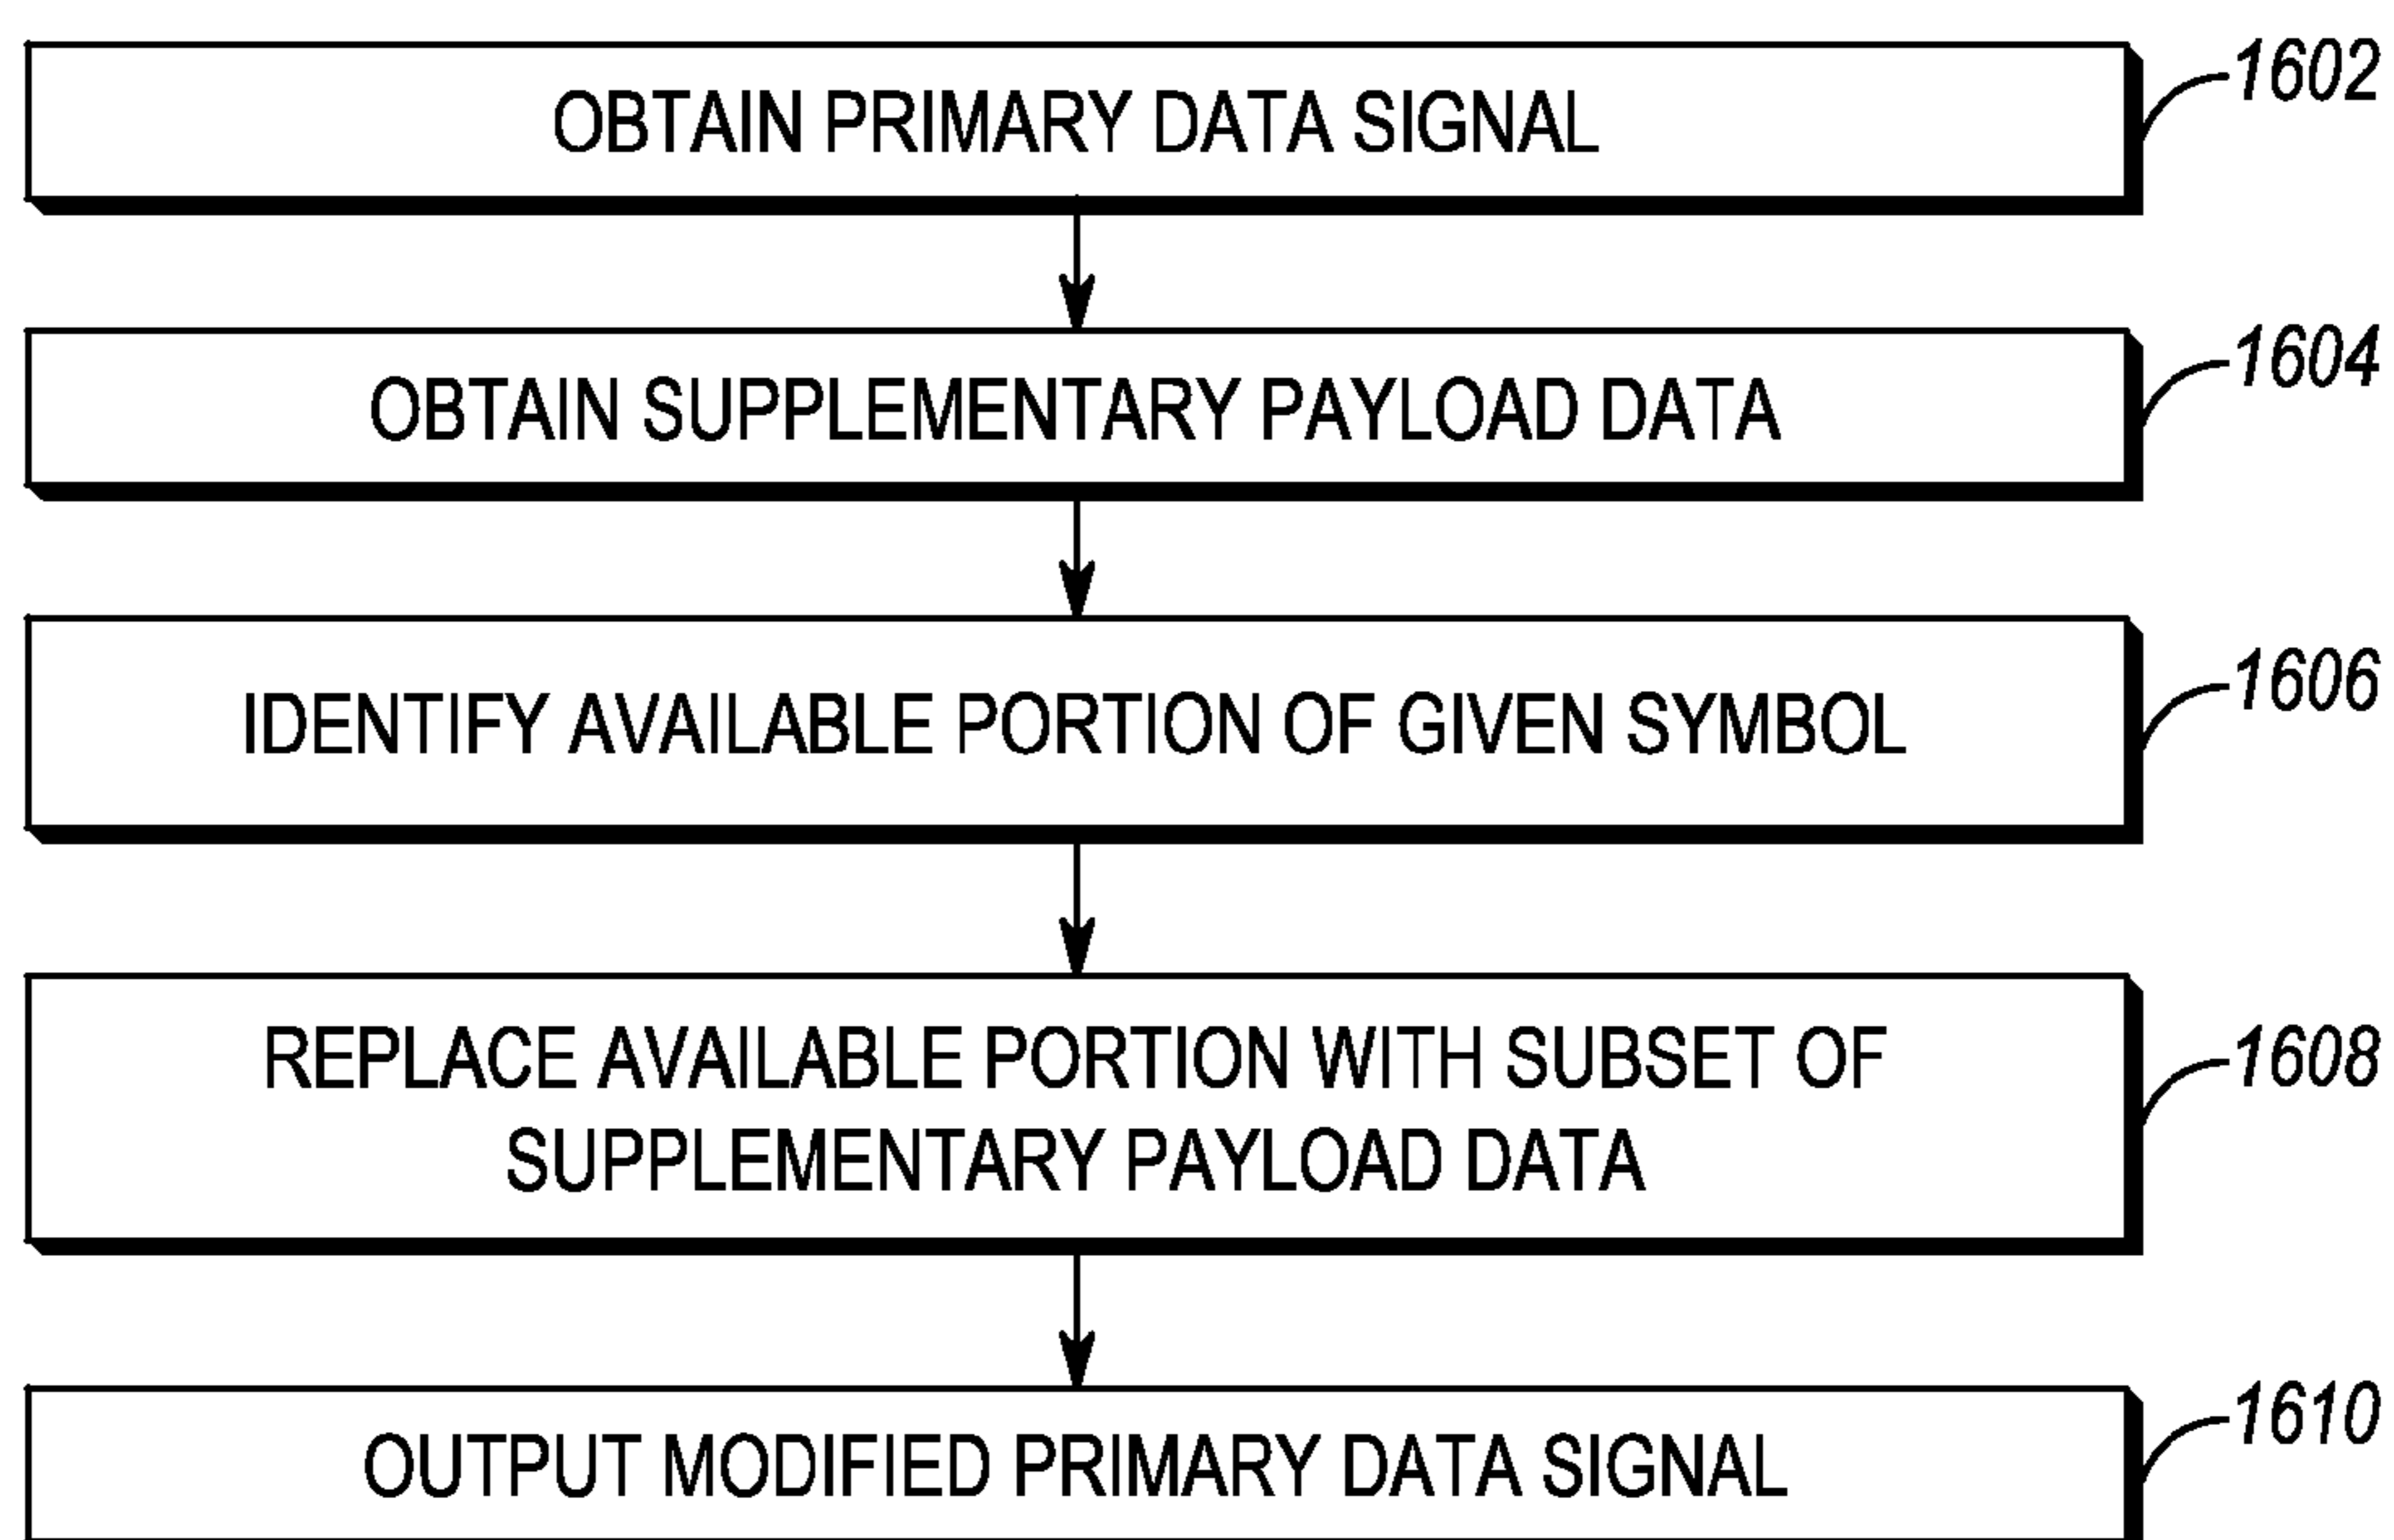 OBTAIN PRIMARY DATA SIGNAL
1602
OBTAIN SUPPLEMENTARY PAYLOAD DATA
1604
IDENTIFY AVAILABLE PORTION OF GIVEN SYMBOL
1606
REPLACE AVAILABLE PORTION WITH SUBSET OF
SUPPLEMENTARY PAYLOAD DATA
1608
OUTPUT MODIFIED PRIMARY DATA SIGNAL
1610